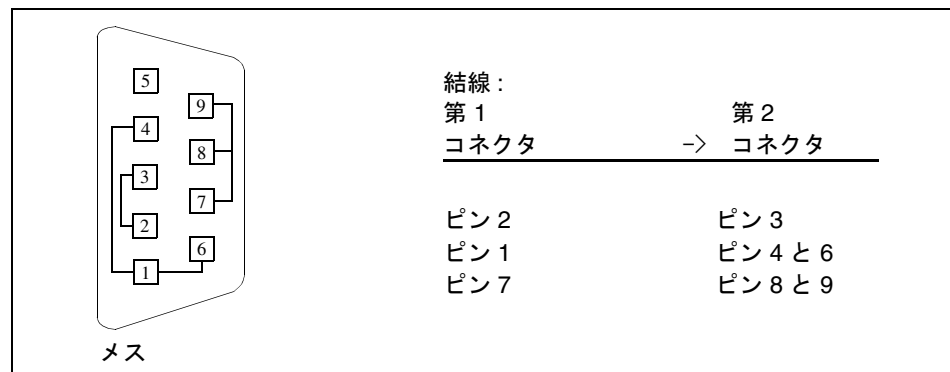 5
9
4
8
3
7
2
6
1
メス
結線 :
第 1 第 2
コネクタ -> コネクタ
ピン 2 ピン 3
ピン 1 ピン 4 と 6
ピン 7 ピン 8 と 9